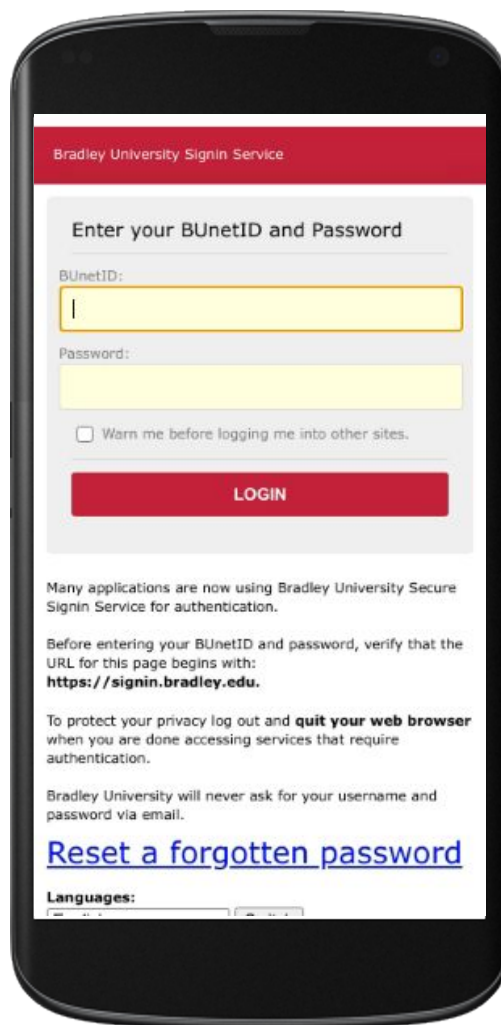 Bradley University Signin Service
Enter your BUnetID and Password
BUnetID:
Password:
Warn me before logging me into other sites.
LOGIN
Many applications are now using Bradley University Secure
Signin Service for authentication.
Before entering your BUnetID and password, verify that the
URL for this page begins with:
https://signin.bradley.edu.
To protect your privacy log out and quit your web browser
when you are done accessing services that require
authentication.
Bradley University will never ask for your username and
password via email.
Reset a forgotten password
Languages: